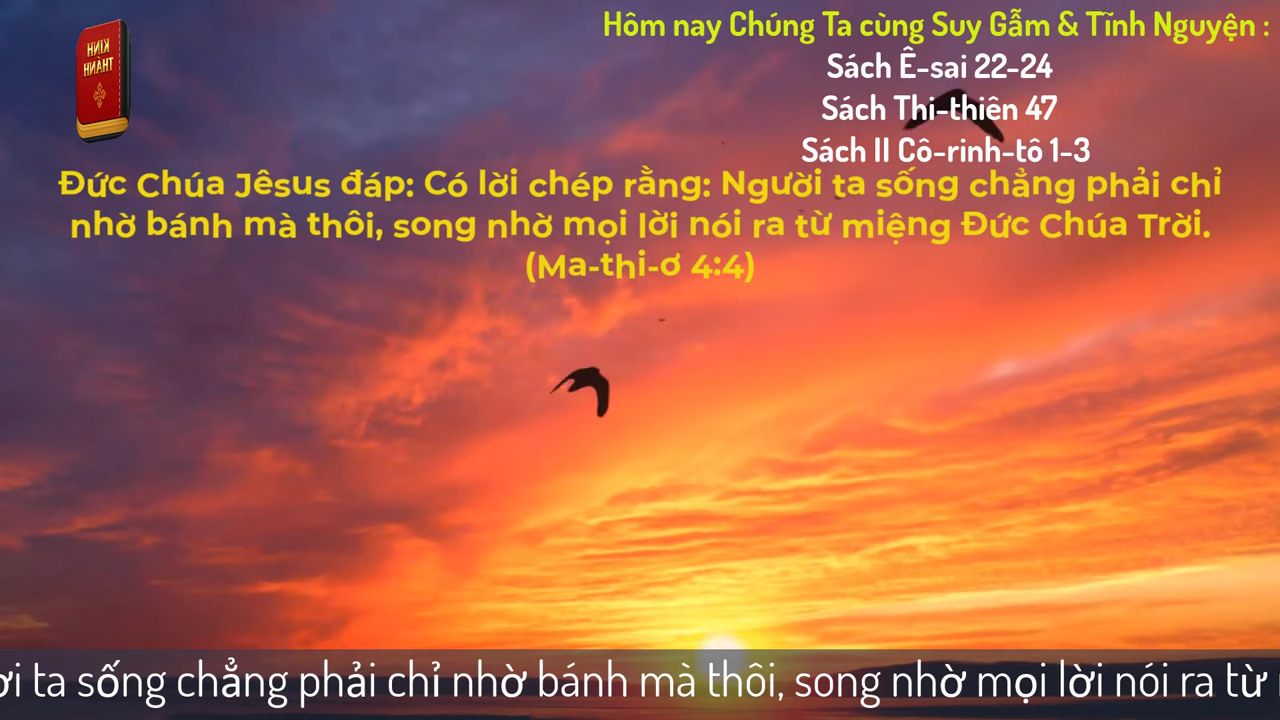 KINH
THÁNH
Hôm nay Chúng Ta cùng Suy Gẫm & Tĩnh Nguyện :
Sách Ê-sai 22-24
Sách Thi-thiên 47
Sách II Cô-rinh-tô 1-3
Đức Chúa Jêsus đáp: Có lời chép rằng: Người ta sống chẳng phải chỉ
nhờ bánh mà thôi, song nhờ mọi lời nói ra từ miệng Đức Chúa Trời.
(Ma-thi-ơ 4:4)
ơi ta sống chẳng phải chỉ nhờ bánh mà thôi, song nhờ mọi lời nói ra từ